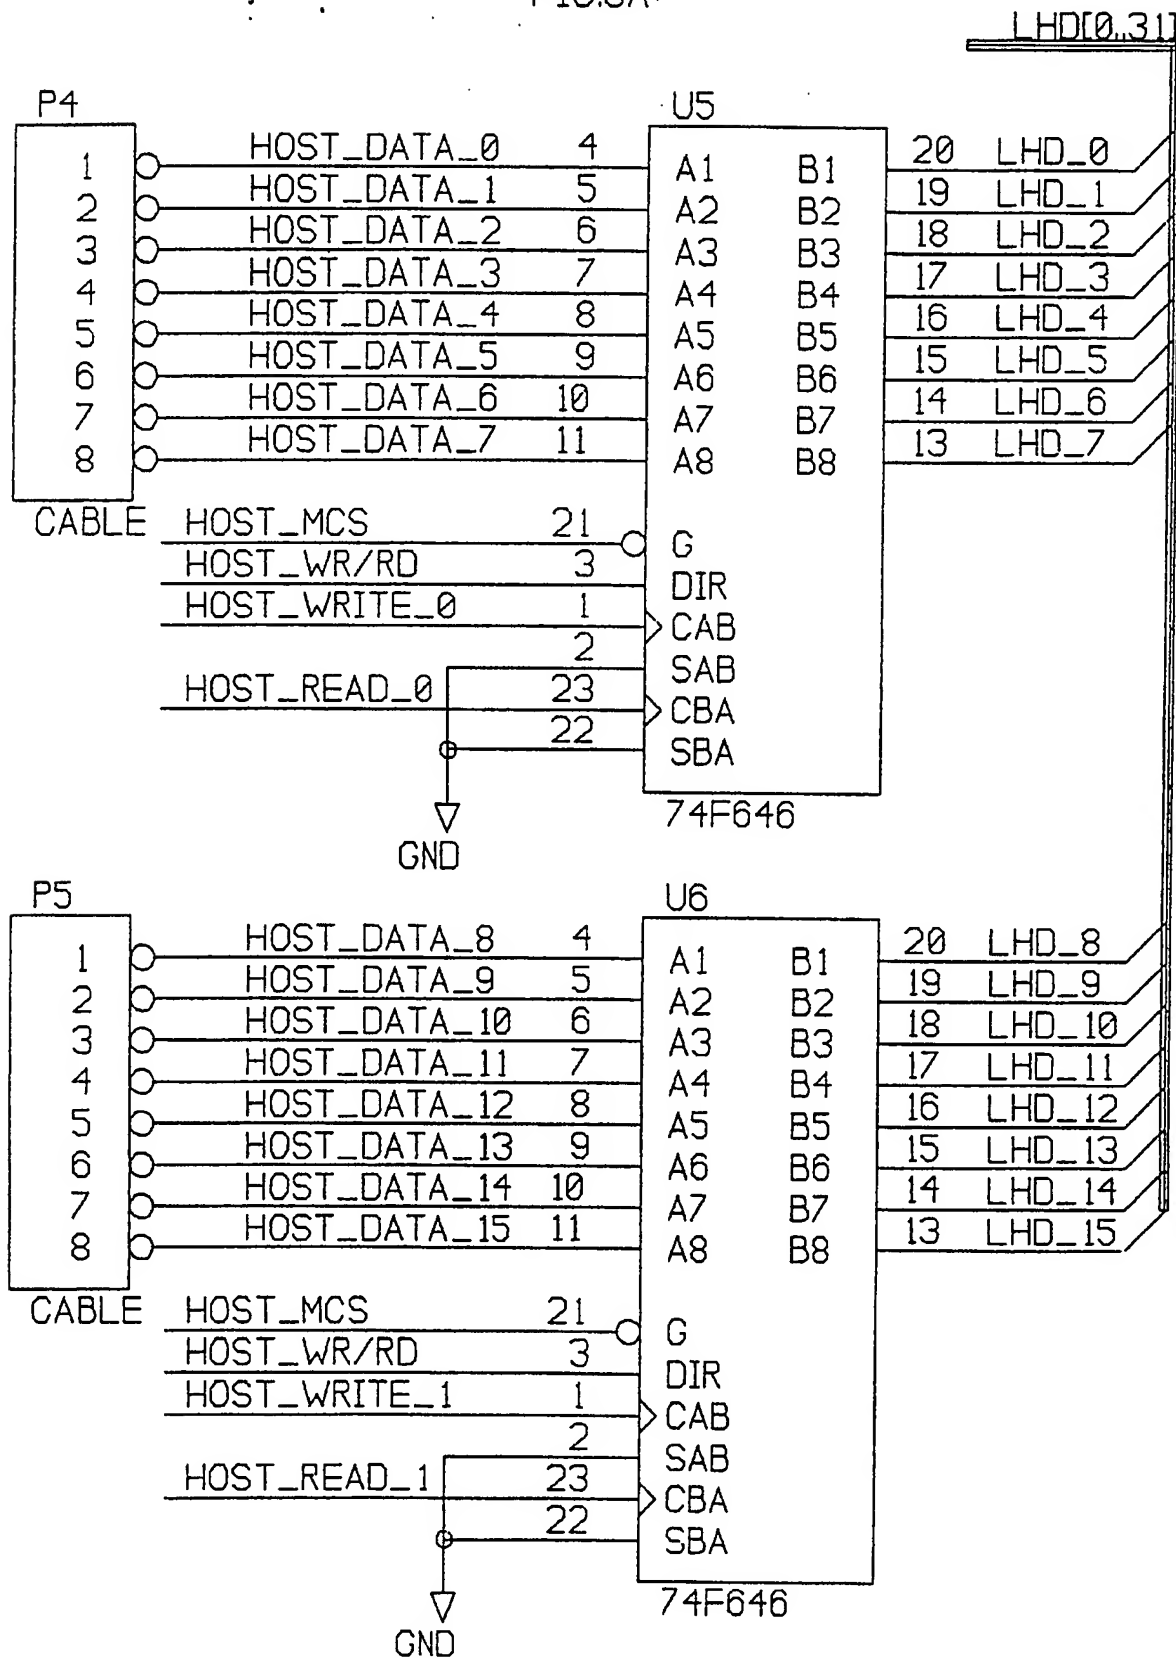 LHD[0..31]
P4
U5
1 HOST_DATA_0 4 A1 B1 20 LHD_0
2 HOST_DATA_1 5 A2 B2 19 LHD_1
3 HOST_DATA_2 6 A3 B3 18 LHD_2
4 HOST_DATA_3 7 A4 B4 17 LHD_3
5 HOST_DATA_4 8 A5 B5 16 LHD_4
6 HOST_DATA_5 9 A6 B6 15 LHD_5
7 HOST_DATA_6 10 A7 B7 14 LHD_6
8 HOST_DATA_7 11 A8 B8 13 LHD_7
CABLE
HOST_MCS 21 G
HOST_WR/RD 3 DIR
HOST_WRITE_0 1 CAB
2 SAB
HOST_READ_0 23 CBA
22 SBA
74F646
GND
P5
U6
1 HOST_DATA_8 4 A1 B1 20 LHD_8
2 HOST_DATA_9 5 A2 B2 19 LHD_9
3 HOST_DATA_10 6 A3 B3 18 LHD_10
4 HOST_DATA_11 7 A4 B4 17 LHD_11
5 HOST_DATA_12 8 A5 B5 16 LHD_12
6 HOST_DATA_13 9 A6 B6 15 LHD_13
7 HOST_DATA_14 10 A7 B7 14 LHD_14
8 HOST_DATA_15 11 A8 B8 13 LHD_15
CABLE
HOST_MCS 21 G
HOST_WR/RD 3 DIR
HOST_WRITE_1 1 CAB
2 SAB
HOST_READ_1 23 CBA
22 SBA
74F646
GND